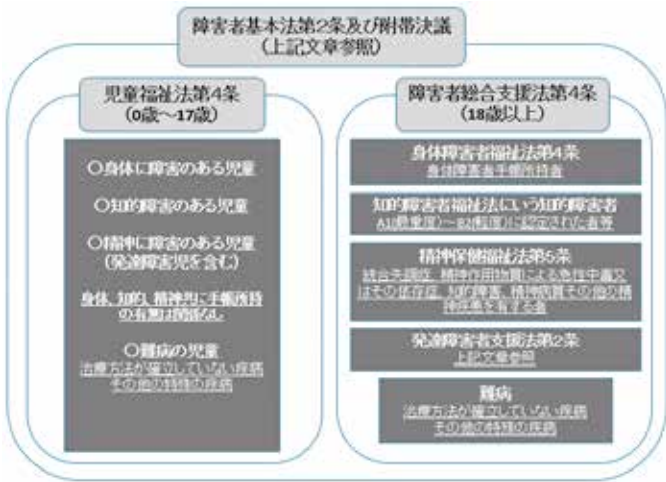 障害者基本法第2条及び附帯決議
(上記文章参照)
児童福祉法第4条
(0歳～17歳)
〇身体に障害のある児童
〇知的障害のある児童
〇精神に障害のある児童
(発達障害児を含む)
身体、知的、精神共に手帳所持
の有無は関係なし
〇難病の児童
治療方法が確立していない疾病
その他の特殊の疾病
障害者総合支援法第4条
(18歳以上)
身体障害者福祉法第4条
身体障害者手帳所持者
知的障害者福祉法にいう知的障害者
A1(最重度)～B2(軽度)に認定された者等
精神保健福祉法第5条
統合失調症、精神作用物質による急性中毒又
はその依存症、知的障害、精神病質その他の精
神疾患を有する者
発達障害者支援法第2条
上記文章参照
難病
治療方法が確立していない疾病
その他の特殊の疾病